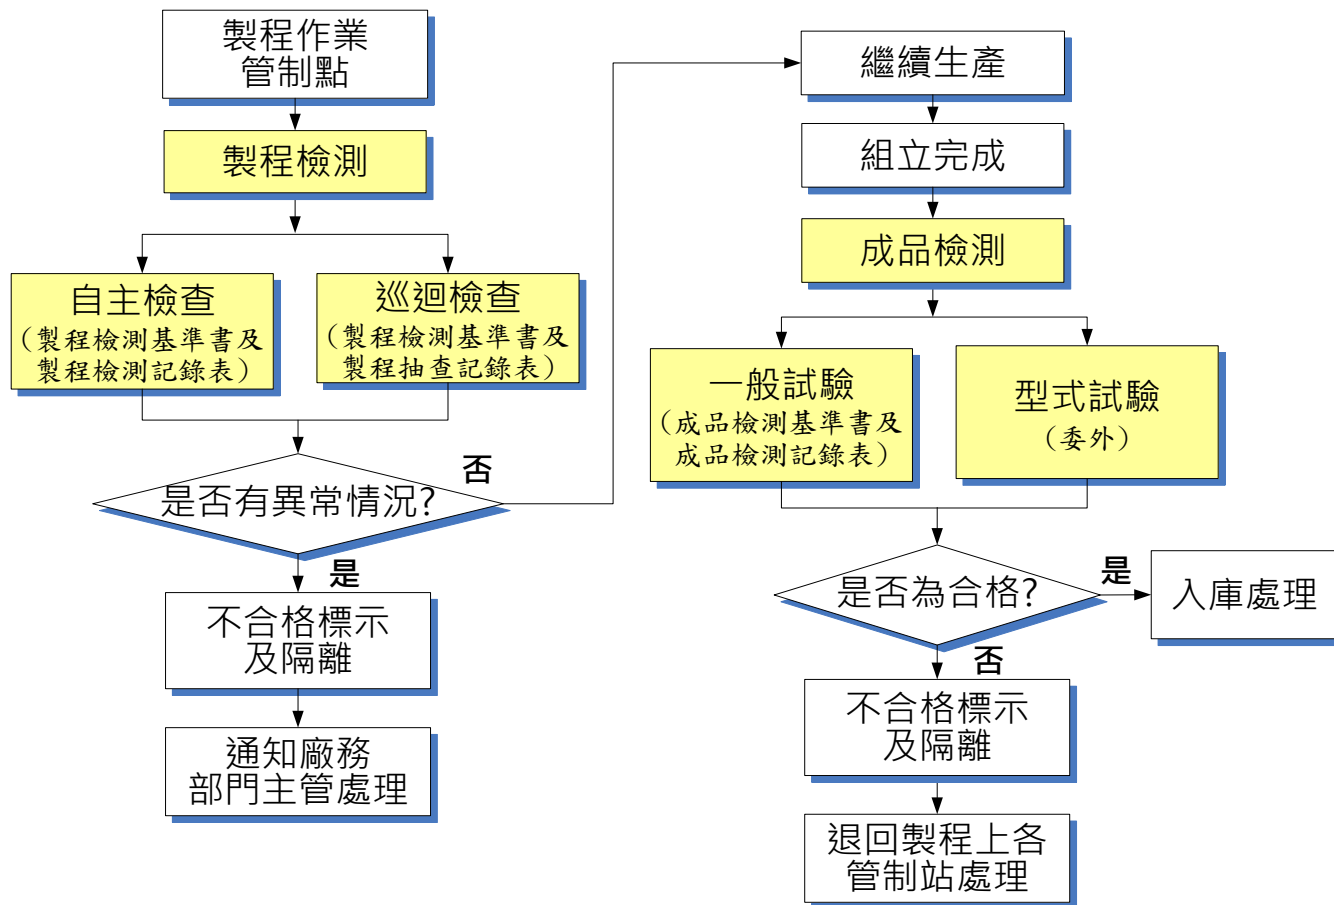 製程作業
管制點
製程檢測
自主檢查
（製程檢測基準書及
製程檢測記錄表）
巡迴檢查
（製程檢測基準書及
製程抽查記錄表）
是否有異常情況?
否
是
不合格標示
及隔離
通知廠務
部門主管處理
繼續生產
組立完成
成品檢測
一般試驗
（成品檢測基準書及
成品檢測記錄表）
型式試驗
（委外）
是否為合格?
是
入庫處理
否
不合格標示
及隔離
退回製程上各
管制站處理